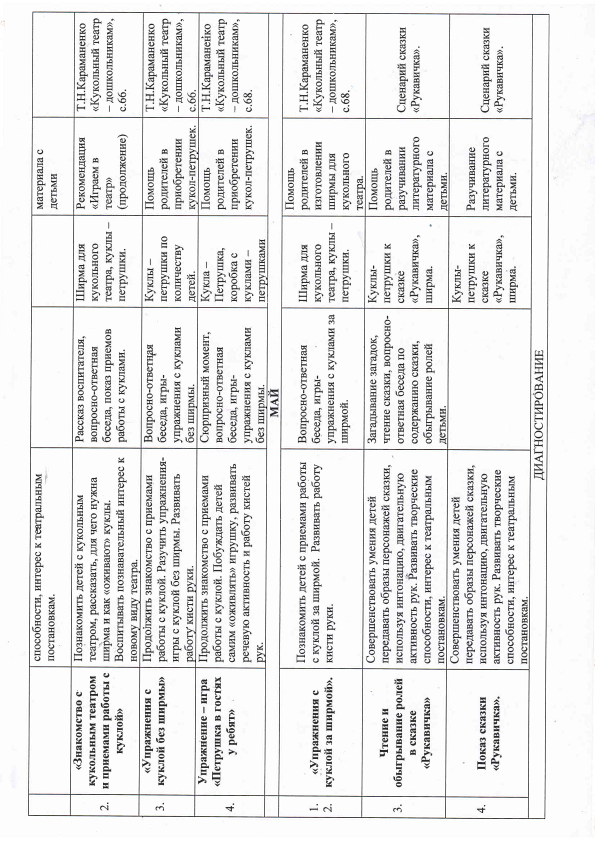 способности, интерес к театральным
постановкам.
материала с
детьми
2.
«Знакомство с
кукольным театром
и приемами работы с
куклой»
Познакомить детей с кукольным
театром, рассказать, для чего нужна
ширма и как «оживают» куклы.
Воспитывать познавательный интерес к
новому виду театра.
Рассказ воспитателя,
вопросно-ответная
беседа, показ приемов
работы с куклами.
Ширма для
кукольного
театра, куклы –
петрушки.
Рекомендация
«Играем в
театр»
(продолжение)
Т.Н.Караманенко
«Кукольный театр
– дошкольникам»,
с.66.
3.
«Упражнения с
куклой без ширмы»
Продолжить знакомство с приемами
работы с куклой. Разучить упражнения-
игры с куклой без ширмы. Развивать
работу кисти руки.
Вопросно-ответная
беседа, игры-
упражнения с куклами
без ширмы.
Куклы –
петрушки по
количеству
детей.
Помощь
родителей в
приобретении
кукол-петрушек.
Т.Н.Караманенко
«Кукольный театр
– дошкольникам»,
с.66.
4.
Упражнение – игра
«Петрушка в гостях
у ребят»
Продолжить знакомство с приемами
работы с куклой. Побуждать детей
самим «оживлять» игрушку, развивать
речевую активность и работу кистей
рук.
Сюрпризный момент,
вопросно-ответная
беседа, игры-
упражнения с куклами
без ширмы.
Кукла –
Петрушка,
коробка с
куклами –
петрушками
Помощь
родителей в
приобретении
кукол-петрушек.
Т.Н.Караманенко
«Кукольный театр
– дошкольникам»,
с.68.
МАЙ
1.
2.
«Упражнения с
куклой за ширмой».
Познакомить детей с приемами работы
с куклой за ширмой. Развивать работу
кисти руки.
Вопросно-ответная
беседа, игры-
упражнения с куклами за
ширмой.
Ширма для
кукольного
театра, куклы –
петрушки.
Помощь
родителей в
изготовлении
ширмы для
кукольного
театра.
Т.Н.Караманенко
«Кукольный театр
– дошкольникам»,
с.68.
3.
Чтение и
обыгрывание ролей
в сказке
«Рукавичка»
Совершенствовать умения детей
передавать образы персонажей сказки,
используя интонацию, двигательную
активность рук. Развивать творческие
способности, интерес к театральным
постановкам.
Загадывание загадок,
чтение сказки, вопросно-
ответная беседа по
содержанию сказки,
обыгрывание ролей
детьми.
Куклы-
петрушки к
сказке
«Рукавичка»,
ширма.
Помощь
родителей в
разучивании
литературного
материала с
детьми.
Сценарий сказки
«Рукавичка».
4.
Показ сказки
«Рукавичка».
Совершенствовать умения детей
передавать образы персонажей сказки,
используя интонацию, двигательную
активность рук. Развивать творческие
способности, интерес к театральным
постановкам.
Куклы-
петрушки к
сказке
«Рукавичка»,
ширма.
Разучивание
литературного
материала с
детьми.
Сценарий сказки
«Рукавичка».
ДИАГНОСТИРОВАНИЕ